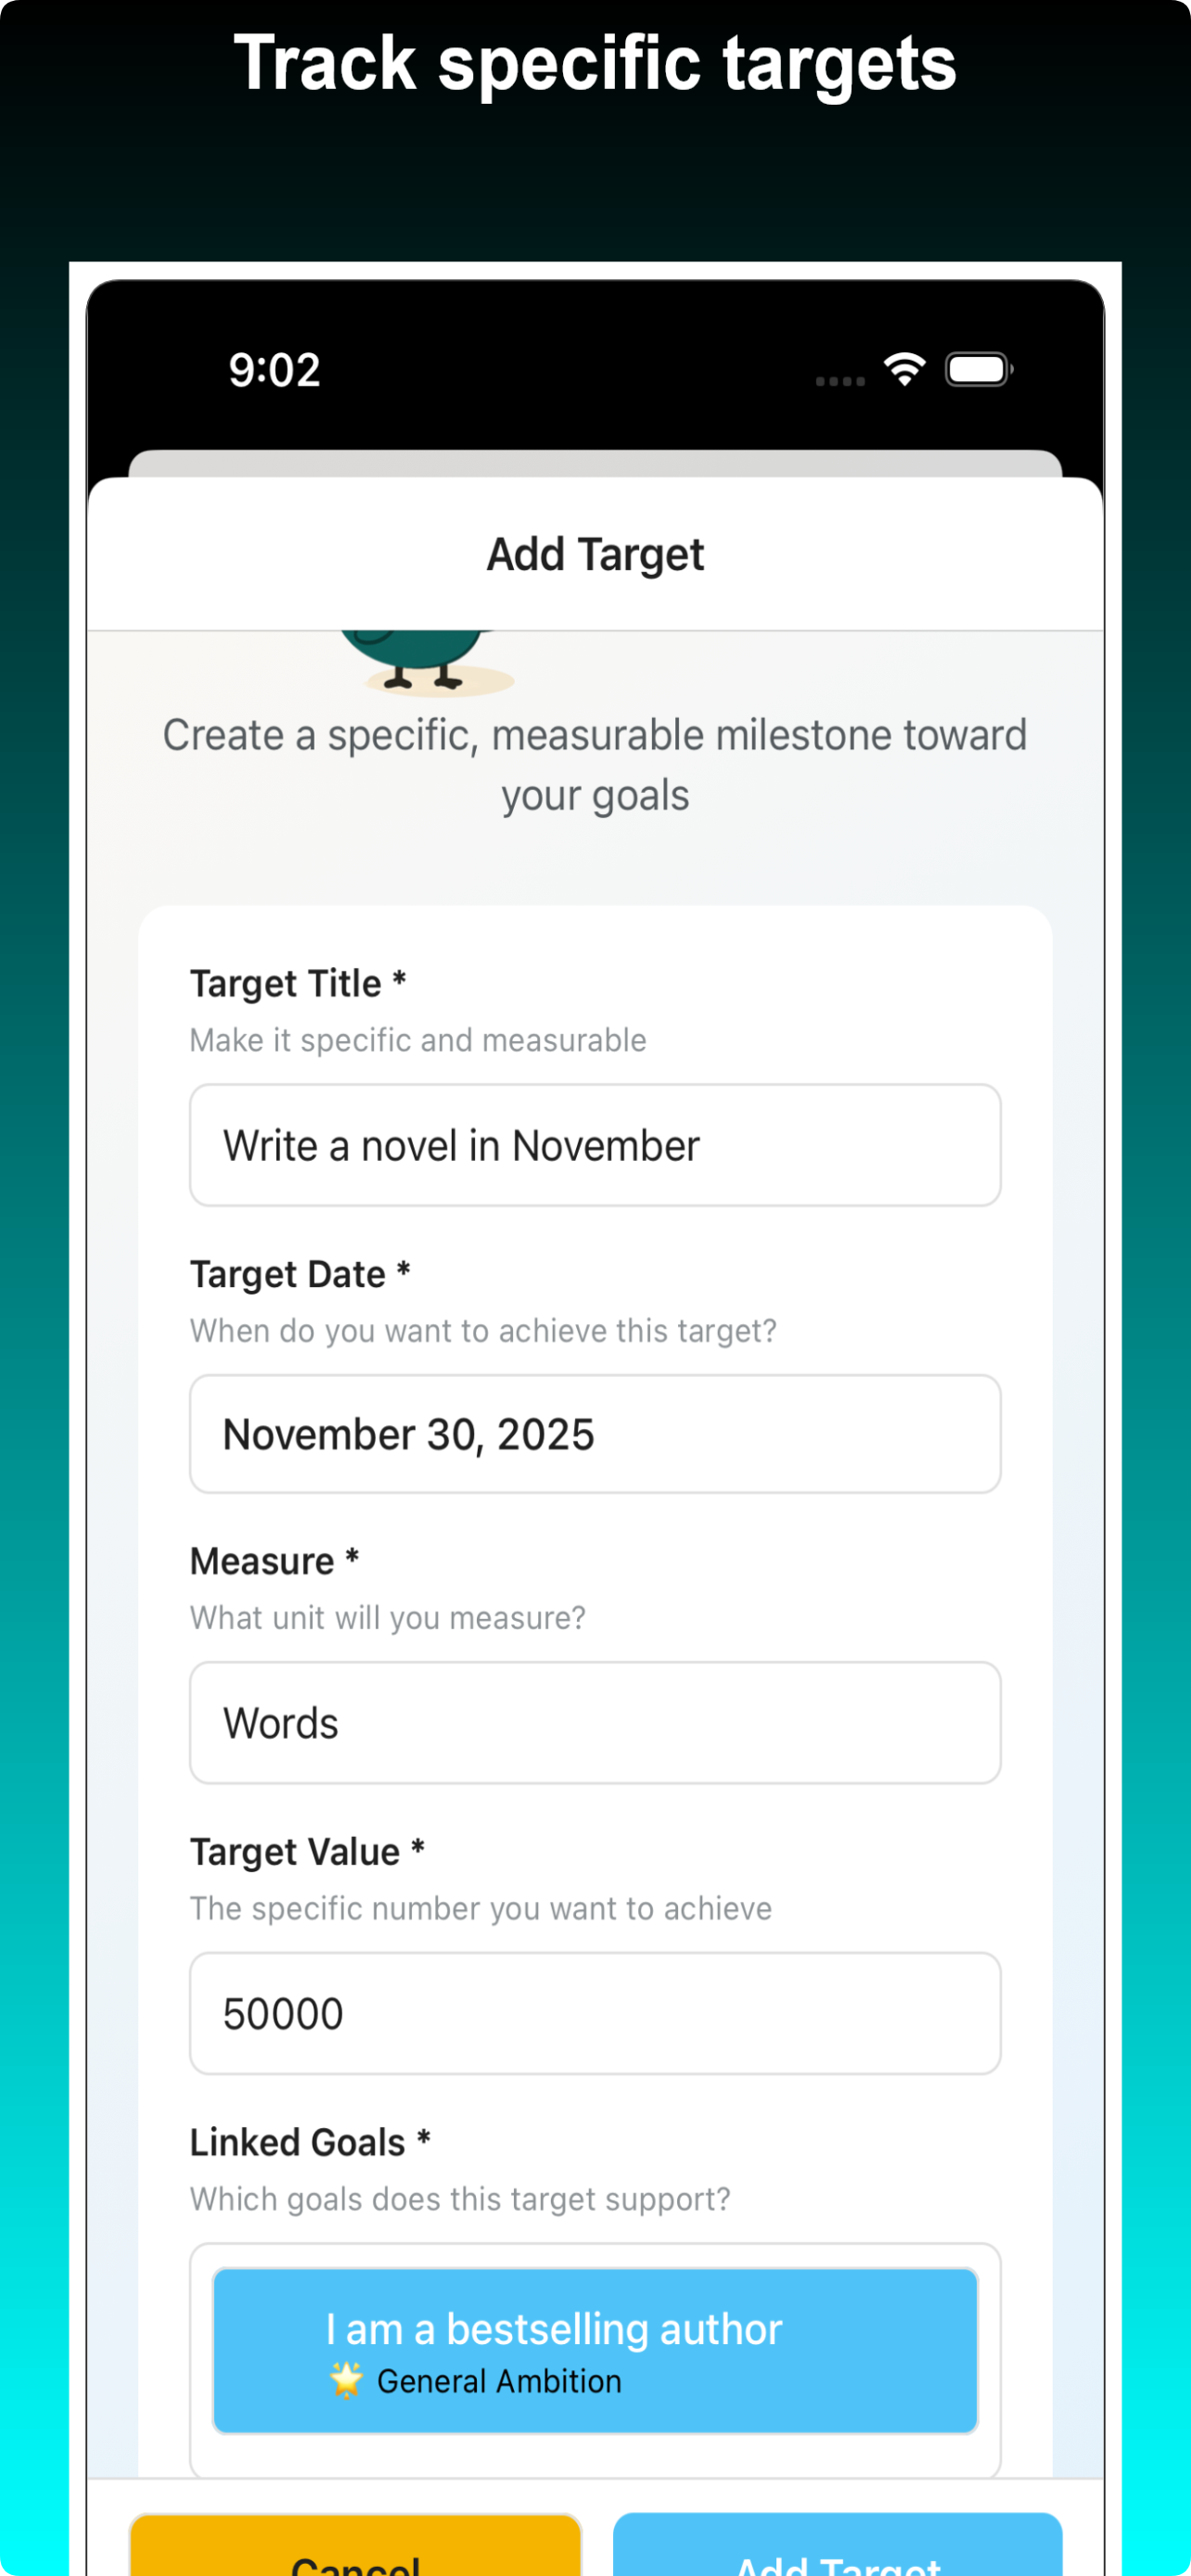 Track specific targets
9:02
Add Target
Create a specific, measurable milestone toward
your goals
Target Title *
Make it specific and measurable
Write a novel in November
Target Date *
When do you want to achieve this target?
November 30, 2025
Measure *
What unit will you measure?
Words
Target Value *
The specific number you want to achieve
50000
Linked Goals *
Which goals does this target support?
I am a bestselling author
🌟 General Ambition
Cancel
Add Target